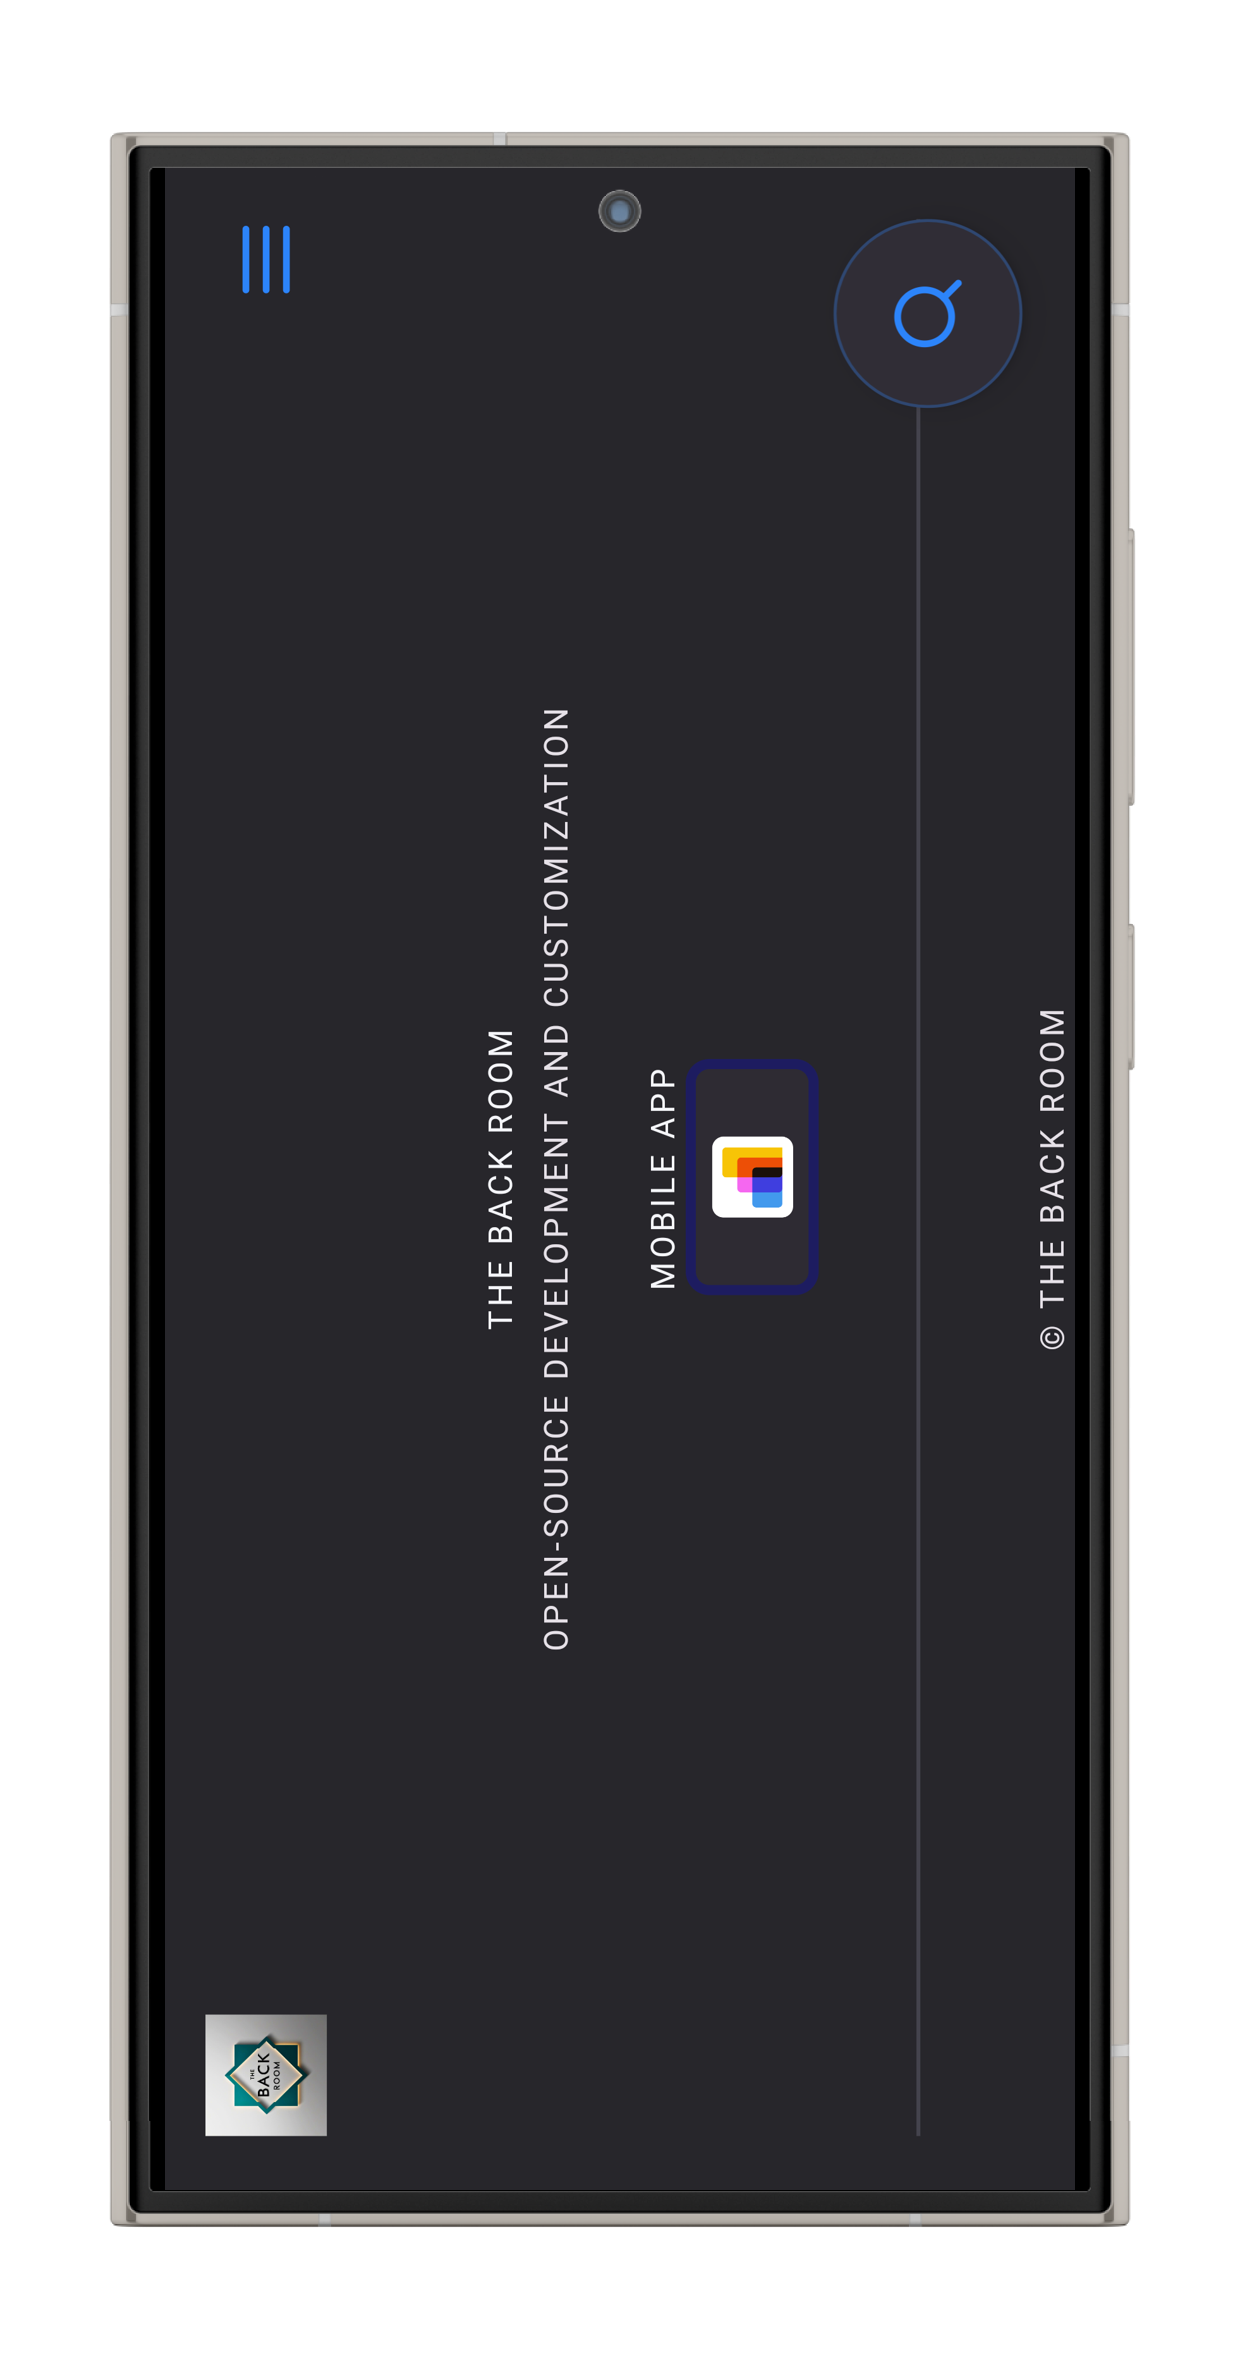 THE
BACK
ROOM
THE BACK ROOM
OPEN-SOURCE DEVELOPMENT AND CUSTOMIZATION
MOBILE APP
© THE BACK ROOM